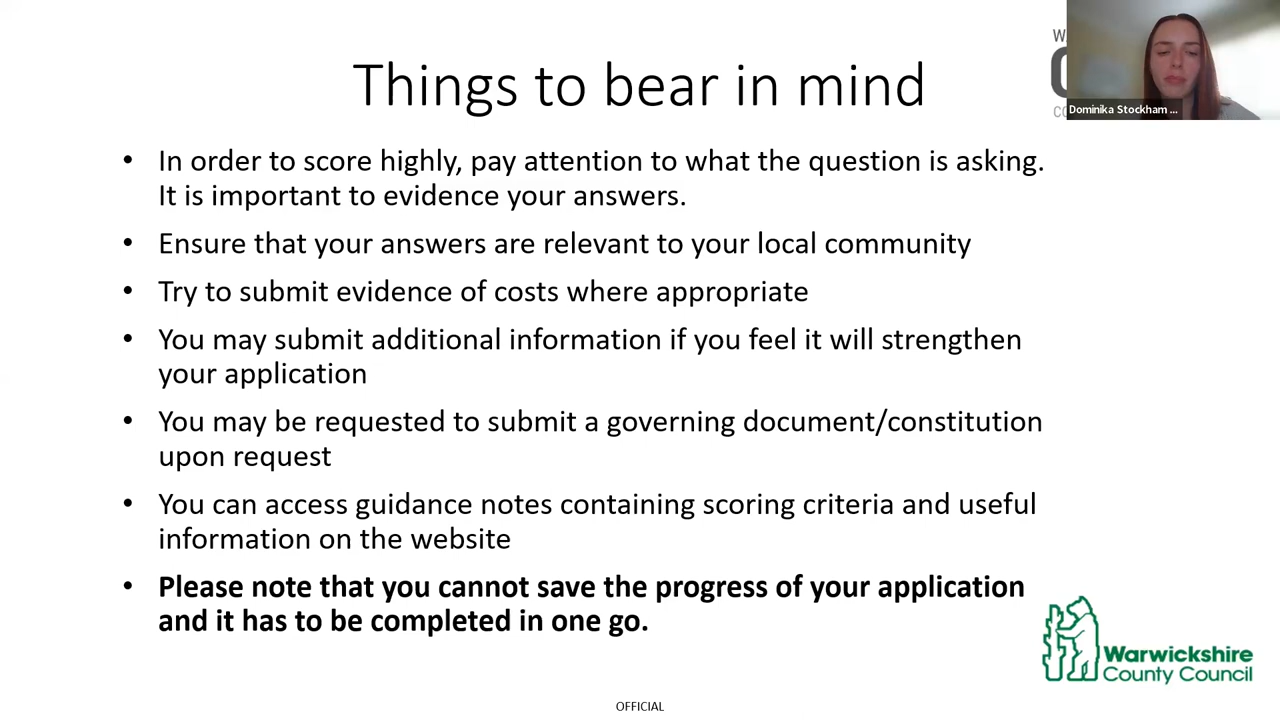 Things to bear in mind
Dominika Stockham ...
• In order to score highly, pay attention to what the question is asking.
It is important to evidence your answers.
• Ensure that your answers are relevant to your local community
• Try to submit evidence of costs where appropriate
• You may submit additional information if you feel it will strengthen
your application
• You may be requested to submit a governing document/constitution
upon request
• You can access guidance notes containing scoring criteria and useful
information on the website
• Please note that you cannot save the progress of your application
and it has to be completed in one go.
Warwickshire
County Council
OFFICIAL